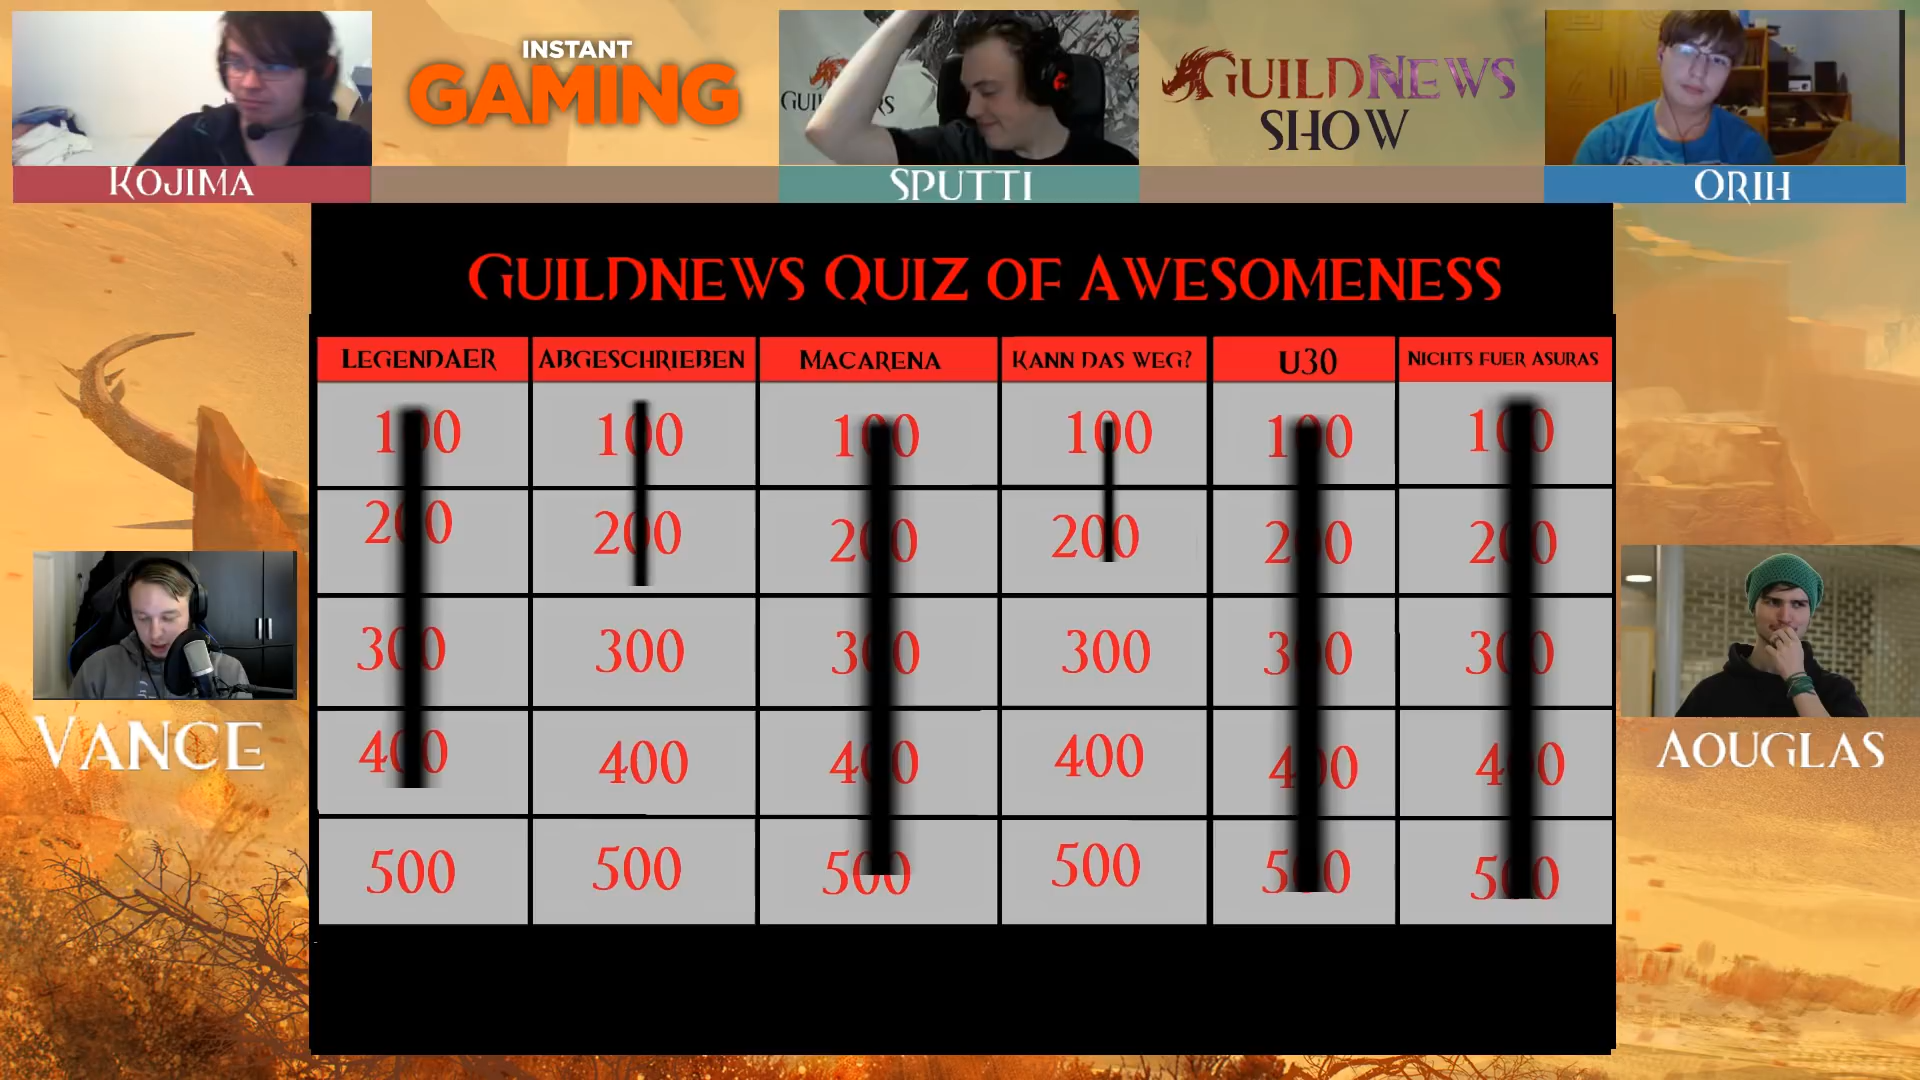 INSTANT
GAMING
GUILDNEWS
SHOW
KOJIMA
SPUTTI
ORIH
GUILDNEWS QUIZ OF AWESOMENESS
LEGENDAER ABGESCHRIEBEN MACARENA KANN DAS WEG? U30 NICHTS FUER ASURAS
100 100 100 100 100 100
200 200 200 200 200 200
300 300 300 300 300 300
400 400 400 400 400 400
500 500 500 500 500 500
VANCE
AOUGLAS